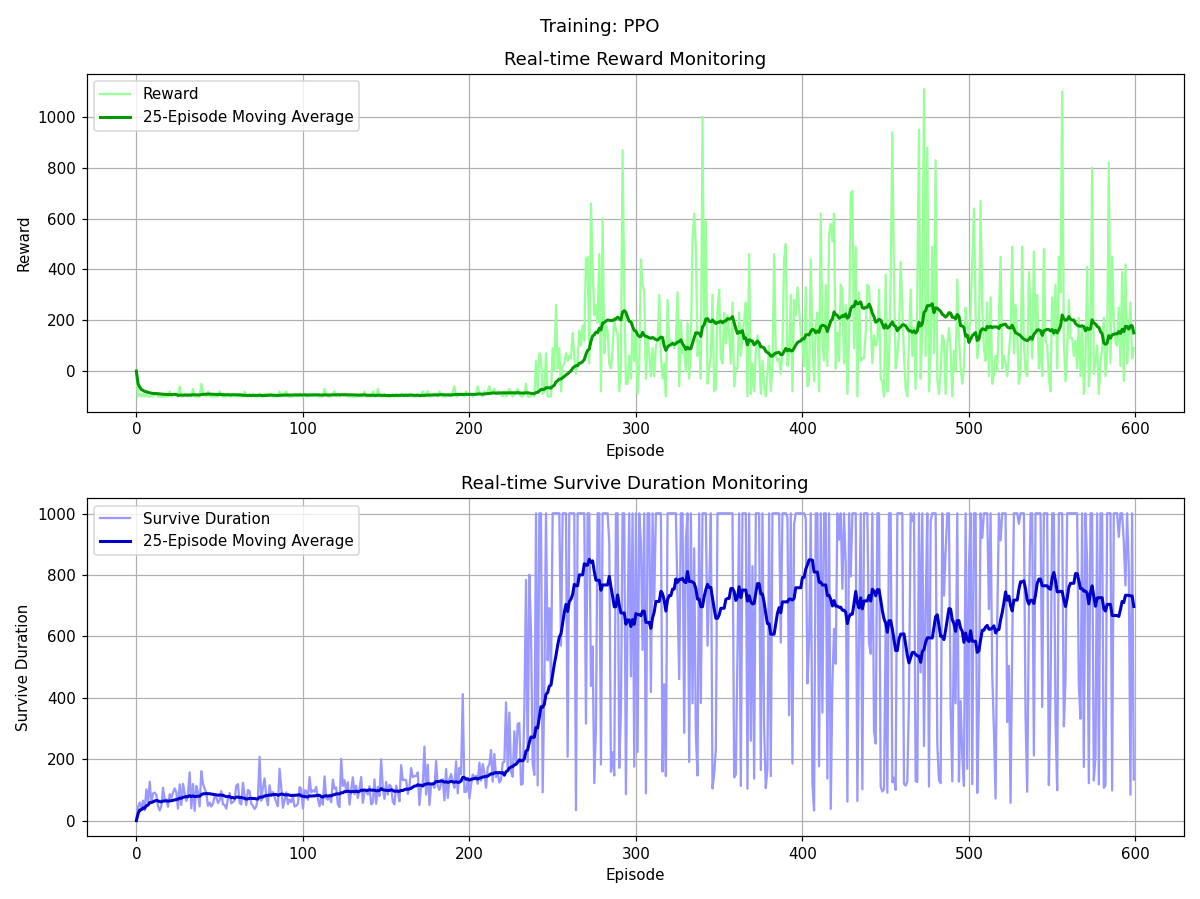 Training: PPO
Real-time Reward Monitoring
Reward
25-Episode Moving Average
1000
800
600
400
200
0
Reward
0
100
200
300
400
500
600
Episode
Real-time Survive Duration Monitoring
Survive Duration
25-Episode Moving Average
1000
800
600
400
200
0
Survive Duration
0
100
200
300
400
500
600
Episode